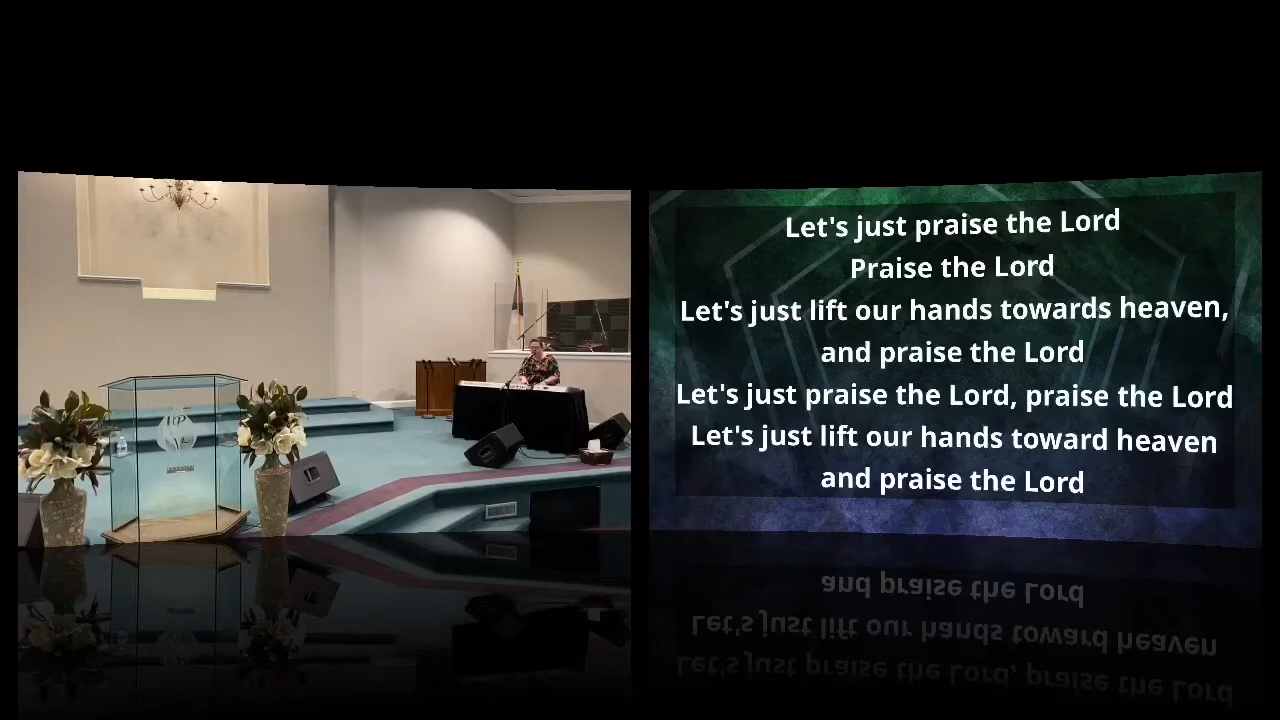 Let's just praise the Lord
Praise the Lord
Let's just lift our hands towards heaven,
and praise the Lord
Let's just praise the Lord, praise the Lord
Let's just lift our hands toward heaven
and praise the Lord